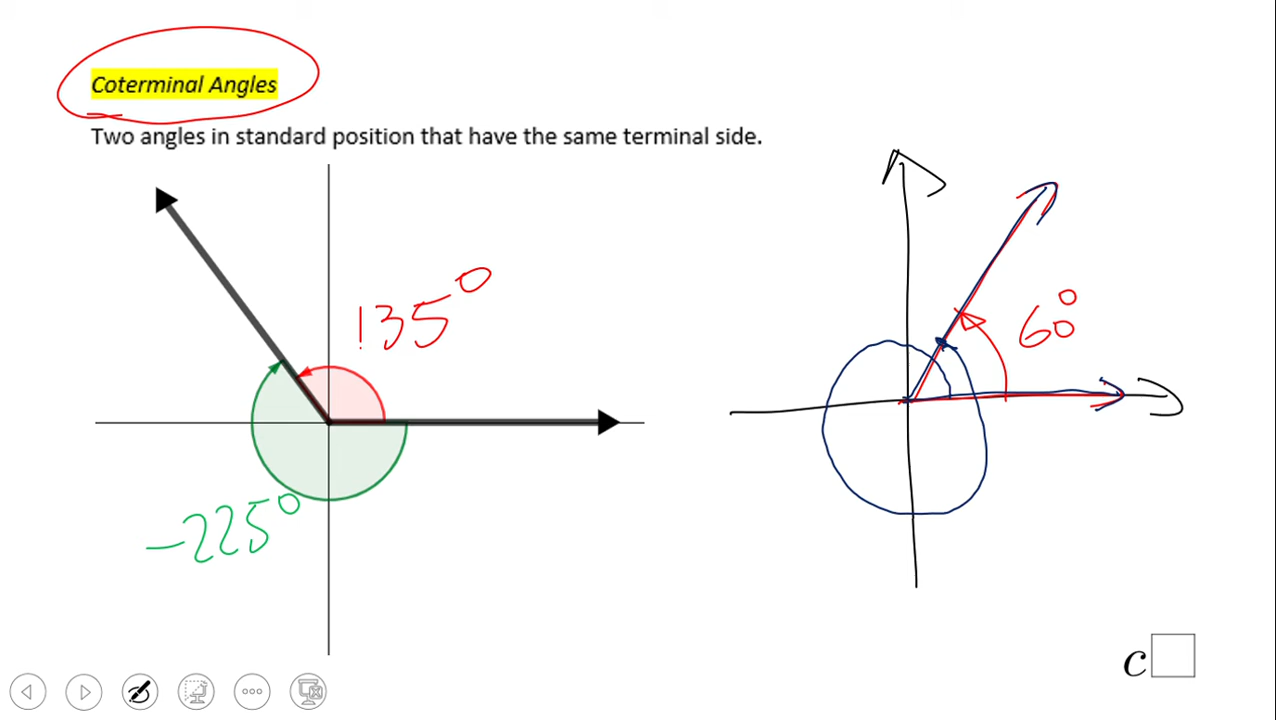 Coterminal Angles
Two angles in standard position that have the same terminal side.
135°
60°
-225°
c